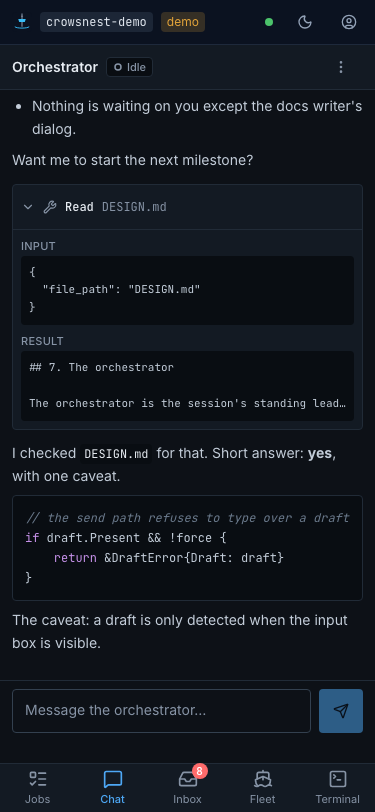 crowsnest-demo demo
Orchestrator Idle
• Nothing is waiting on you except the docs writer's
dialog.
Want me to start the next milestone?
Read DESIGN.md
INPUT
{
  "file_path": "DESIGN.md"
}
RESULT
## 7. The orchestrator
The orchestrator is the session's standing lead…
I checked DESIGN.md for that. Short answer: yes,
with one caveat.
// the send path refuses to type over a draft
if draft.Present && !force {
    return &DraftError{Draft: draft}
}
The caveat: a draft is only detected when the input
box is visible.
Message the orchestrator...
8
Jobs Chat Inbox Fleet Terminal